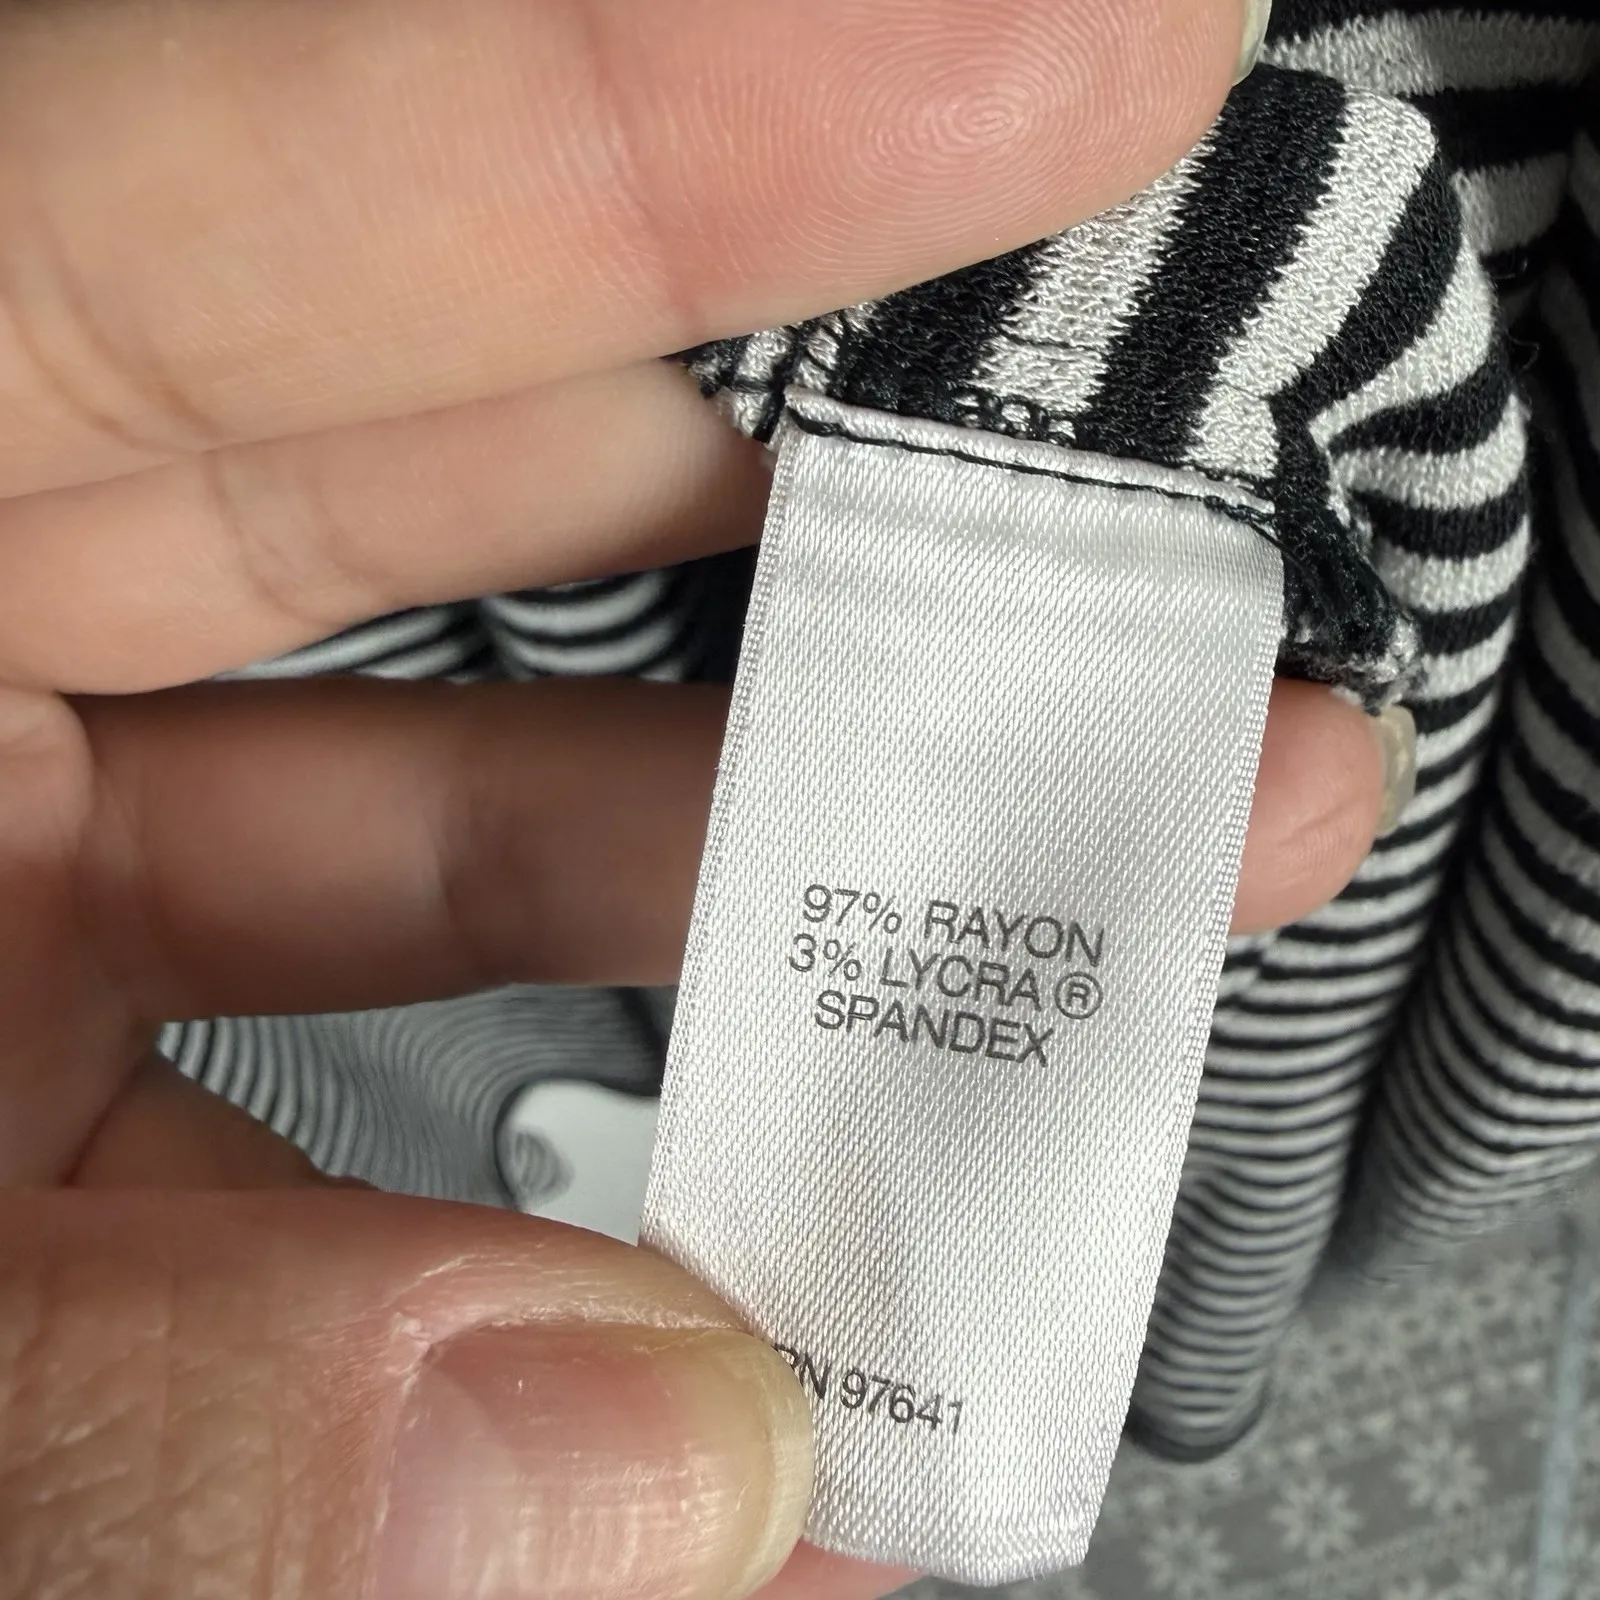 97% RAYON
3% LYCRA ®
SPANDEX
RN 97641